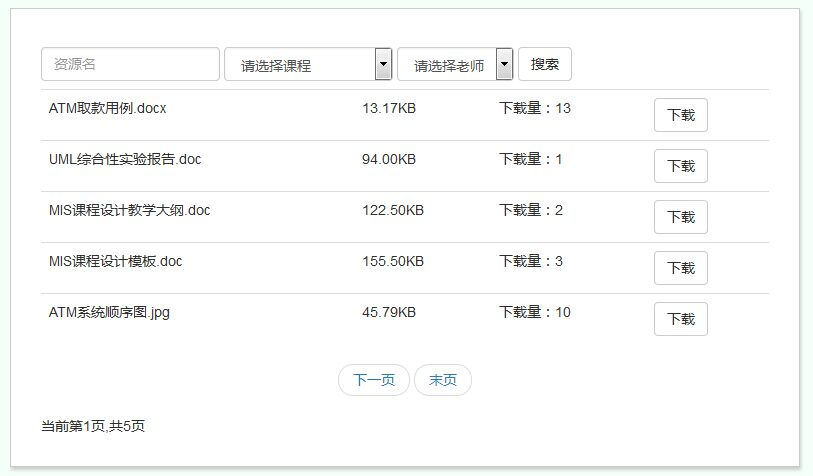 资源名 请选择课程 请选择老师 搜索
ATM取款用例.docx 13.17KB 下载量：13 下载
UML综合性实验报告.doc 94.00KB 下载量：1 下载
MIS课程设计教学大纲.doc 122.50KB 下载量：2 下载
MIS课程设计模板.doc 155.50KB 下载量：3 下载
ATM系统顺序图.jpg 45.79KB 下载量：10 下载
下一页 末页
当前第1页,共5页